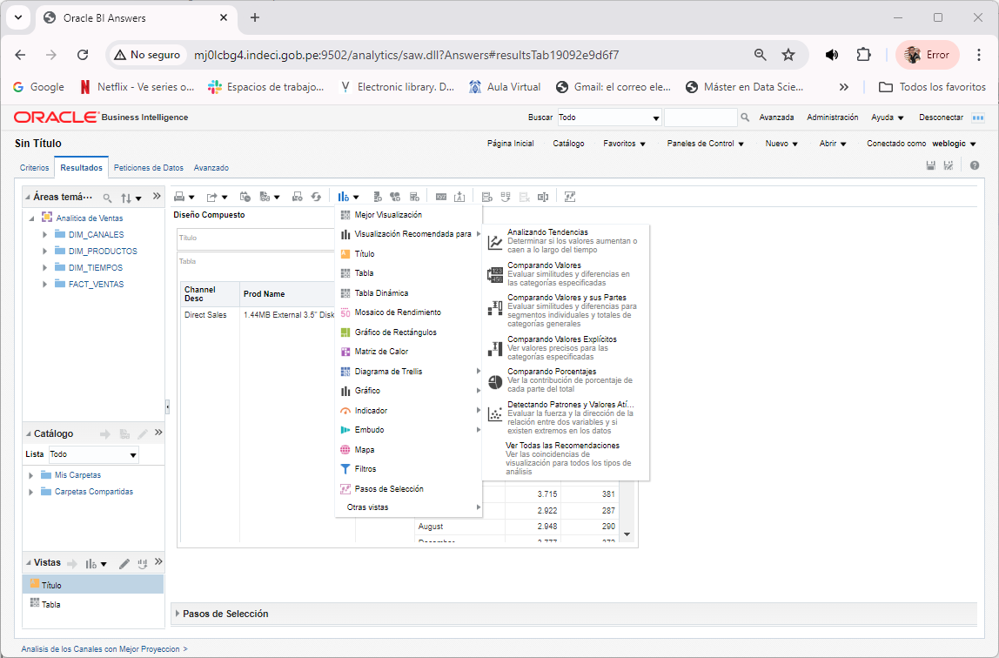 Oracle BI Answers
No seguro
mj0lcbg4.indeci.gob.pe:9502/analytics/saw.dll?Answers#resultsTab19092e9d6f7
Error
Google
Netflix - Ve series o...
Espacios de trabajo...
Electronic library. D...
Aula Virtual
Gmail: el correo ele...
Máster en Data Scie...
Todos los favoritos
ORACLE Business Intelligence
Buscar
Todo
Avanzada
Administración
Ayuda
Desconectar
Sin Título
Página Inicial
Catálogo
Favoritos
Paneles de Control
Nuevo
Abrir
Conectado como weblogic
Criterios
Resultados
Peticiones de Datos
Avanzado
Áreas temá...
Analitica de Ventas
DIM_CANALES
DIM_PRODUCTOS
DIM_TIEMPOS
FACT_VENTAS
Catálogo
Lista
Todo
Mis Carpetas
Carpetas Compartidas
Vistas
Título
Tabla
Diseño Compuesto
Título
Tabla
Channel
Desc
Prod Name
Direct Sales
1.44MB External 3.5" Disk
Mejor Visualización
Visualización Recomendada para
Título
Tabla
Tabla Dinámica
Mosaico de Rendimiento
Gráfico de Rectángulos
Matriz de Calor
Diagrama de Trellis
Gráfico
Indicador
Embudo
Mapa
Filtros
Pasos de Selección
Otras vistas
Analizando Tendencias
Determinar si los valores aumentan o
caen a lo largo del tiempo
Comparando Valores
Evaluar similitudes y diferencias en
las categorías especificadas
Comparando Valores y sus Partes
Evaluar similitudes y diferencias para
segmentos individuales y totales de
categorías generales
Comparando Valores Explícitos
Ver valores precisos para las
categorías especificadas
Comparando Porcentajes
Ver la contribución de porcentaje de
cada parte del total
Detectando Patrones y Valores Atí...
Evaluar la fuerza y la dirección de la
relación entre dos variables y si
existen extremos en los datos
Ver Todas las Recomendaciones
Ver las coincidencias de
visualización para todos los tipos de
análisis
3.715 381
2.922 287
August 2.948 290
Pasos de Selección
Analisis de los Canales con Mejor Proyeccion >